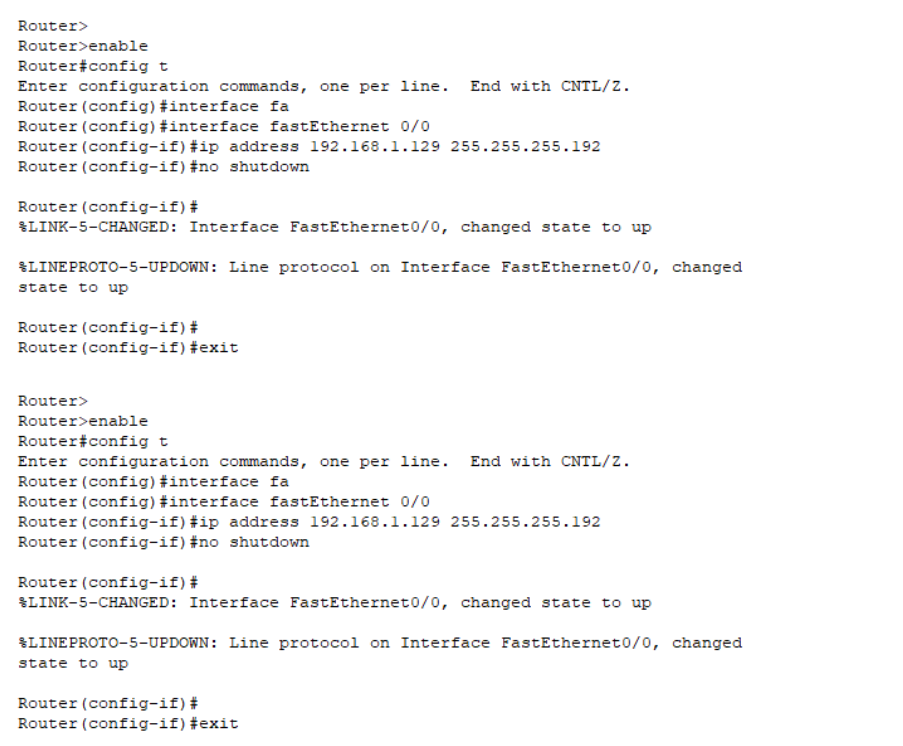 Router>
Router>enable
Router#config t
Enter configuration commands, one per line.  End with CNTL/Z.
Router(config)#interface fa
Router(config)#interface fastEthernet 0/0
Router(config-if)#ip address 192.168.1.129 255.255.255.192
Router(config-if)#no shutdown
Router(config-if)#
%LINK-5-CHANGED: Interface FastEthernet0/0, changed state to up
%LINEPROTO-5-UPDOWN: Line protocol on Interface FastEthernet0/0, changed
state to up
Router(config-if)#
Router(config-if)#exit
Router>
Router>enable
Router#config t
Enter configuration commands, one per line.  End with CNTL/Z.
Router(config)#interface fa
Router(config)#interface fastEthernet 0/0
Router(config-if)#ip address 192.168.1.129 255.255.255.192
Router(config-if)#no shutdown
Router(config-if)#
%LINK-5-CHANGED: Interface FastEthernet0/0, changed state to up
%LINEPROTO-5-UPDOWN: Line protocol on Interface FastEthernet0/0, changed
state to up
Router(config-if)#
Router(config-if)#exit